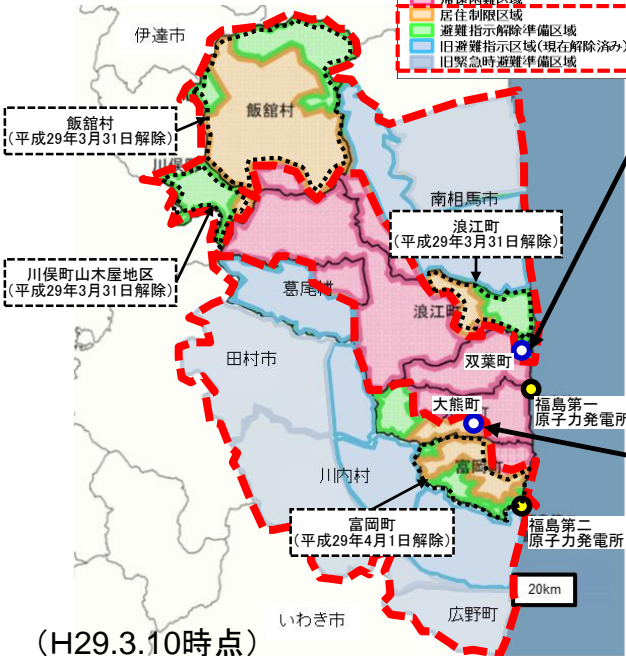 帰還困難区域
居住制限区域
避難指示解除準備区域
旧避難指示区域(現在解除済み)
旧緊急時避難準備区域
伊達市
飯舘村
(平成29年3月31日解除)
飯舘村
南相馬市
浪江町
(平成29年3月31日解除)
川俣町山木屋地区
(平成29年3月31日解除)
葛尾村
浪江町
双葉町
田村市
大熊町
福島第一
原子力発電所
富岡町
川内村
富岡町
(平成29年4月1日解除)
福島第二
原子力発電所
20km
いわき市
広野町
(H29.3.10時点)